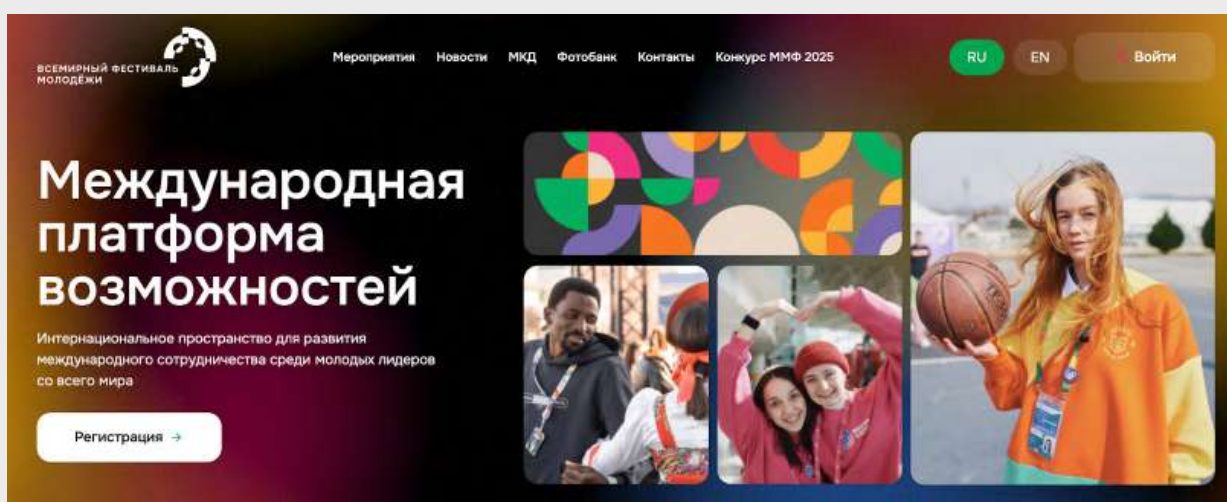 ВСЕМИРНЫЙ ФЕСТИВАЛЬ
МОЛОДЁЖИ
Мероприятия Новости МКД Фотобанк Контакты Конкурс ММФ 2025
RU EN Войти
Международная
платформа
возможностей
Интернациональное пространство для развития
международного сотрудничества среди молодых лидеров
со всего мира
Регистрация →